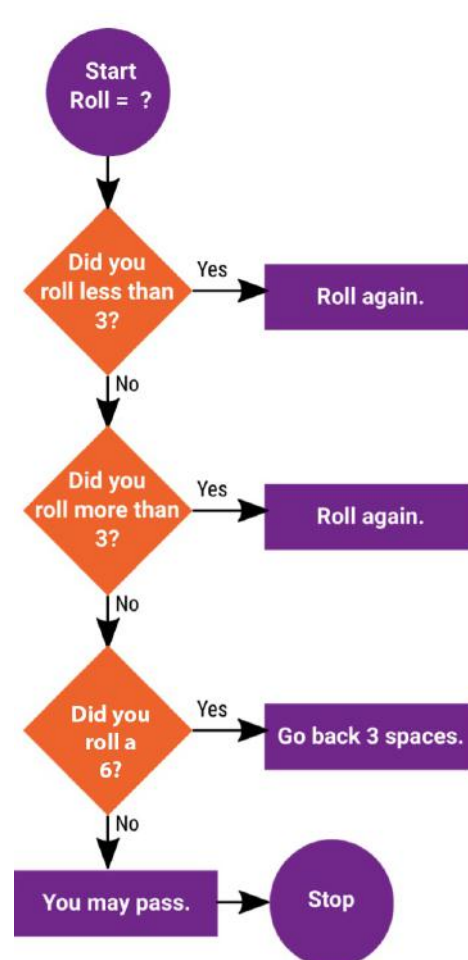 Start
Roll = ?
Did you
roll less than
3?
Yes
Roll again.
No
Did you
roll more than
3?
Yes
Roll again.
No
Did you
roll a
6?
Yes
Go back 3 spaces.
No
You may pass.
Stop